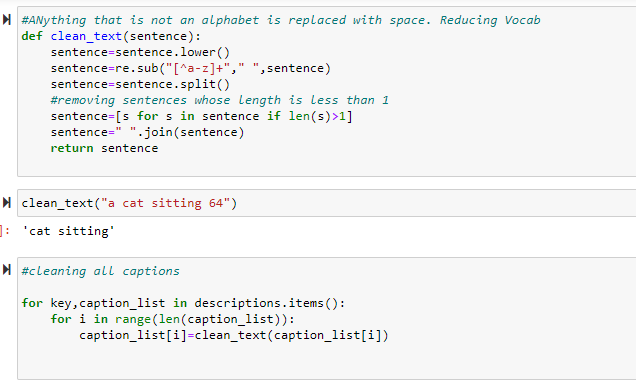 #ANything that is not an alphabet is replaced with space. Reducing Vocab
def clean_text(sentence):
    sentence=sentence.lower()
    sentence=re.sub("[^a-z]+"," ",sentence)
    sentence=sentence.split()
    #removing sentences whose length is less than 1
    sentence=[s for s in sentence if len(s)>1]
    sentence=" ".join(sentence)
    return sentence
clean_text("a cat sitting 64")
]: 'cat sitting'
#cleaning all captions
for key,caption_list in descriptions.items():
    for i in range(len(caption_list)):
        caption_list[i]=clean_text(caption_list[i])